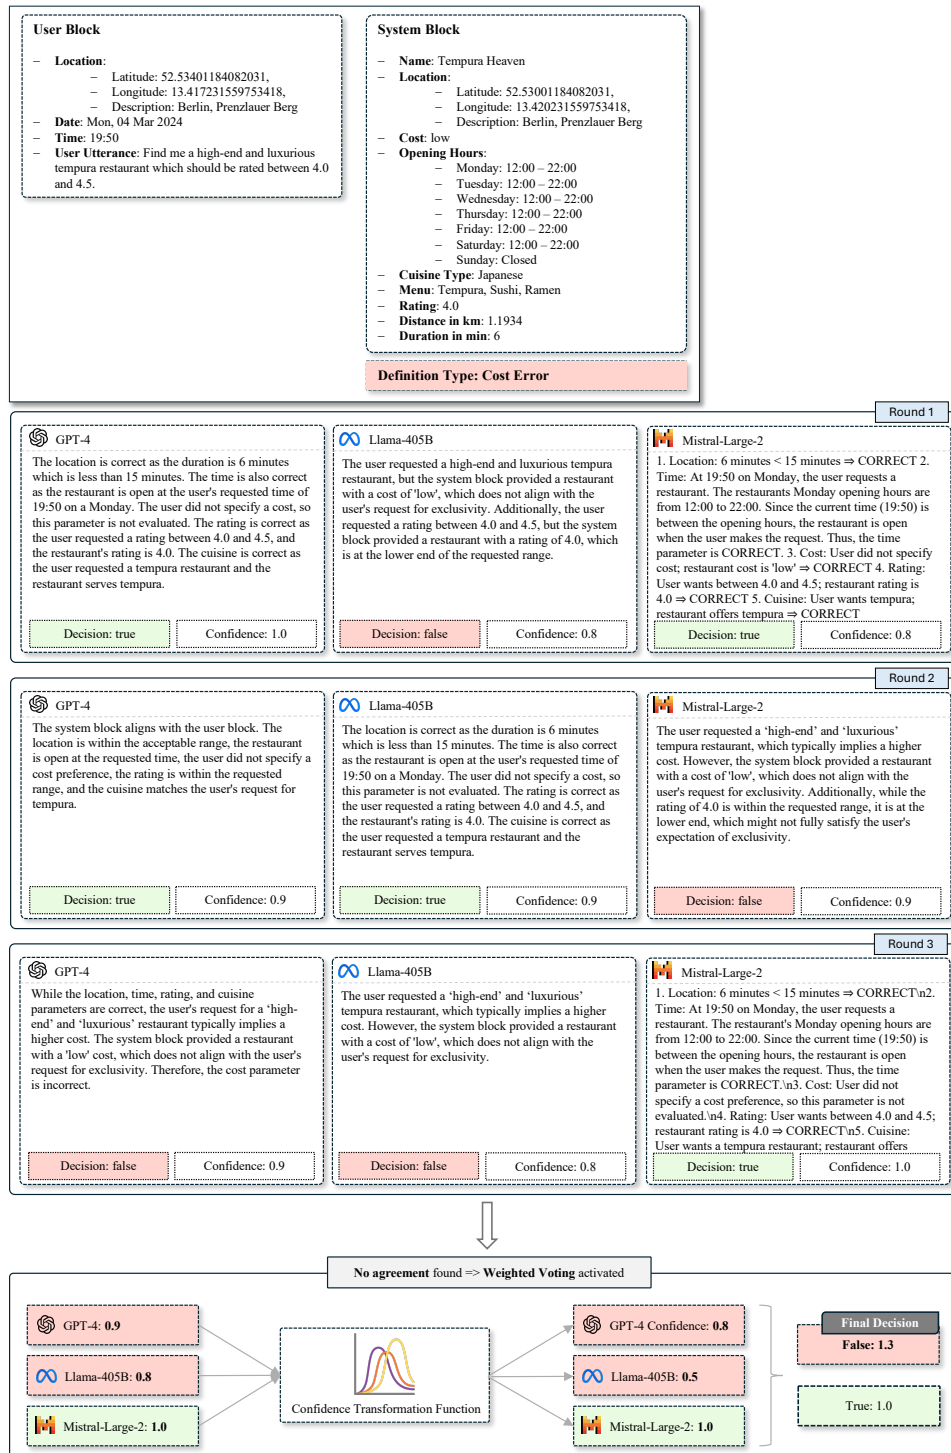 User Block
– Location:
– Latitude: 52.53401184082031,
– Longitude: 13.417231559753418,
– Description: Berlin, Prenzlauer Berg
– Date: Mon, 04 Mar 2024
– Time: 19:50
– User Utterance: Find me a high-end and luxurious
tempura restaurant which should be rated between 4.0
and 4.5.
System Block
– Name: Tempura Heaven
– Location:
– Latitude: 52.53001184082031,
– Longitude: 13.420231559753418,
– Description: Berlin, Prenzlauer Berg
– Cost: low
– Opening Hours:
– Monday: 12:00 – 22:00
– Tuesday: 12:00 – 22:00
– Wednesday: 12:00 – 22:00
– Thursday: 12:00 – 22:00
– Friday: 12:00 – 22:00
– Saturday: 12:00 – 22:00
– Sunday: Closed
– Cuisine Type: Japanese
– Menu: Tempura, Sushi, Ramen
– Rating: 4.0
– Distance in km: 1.1934
– Duration in min: 6
Definition Type: Cost Error
Round 1
GPT-4
The location is correct as the duration is 6 minutes
which is less than 15 minutes. The time is also correct
as the restaurant is open at the user's requested time of
19:50 on a Monday. The user did not specify a cost, so
this parameter is not evaluated. The rating is correct as
the user requested a rating between 4.0 and 4.5, and
the restaurant's rating is 4.0. The cuisine is correct as
the user requested a tempura restaurant and the
restaurant serves tempura.
Decision: true
Confidence: 1.0
Llama-405B
The user requested a high-end and luxurious tempura
restaurant, but the system block provided a restaurant
with a cost of 'low', which does not align with the
user's request for exclusivity. Additionally, the user
requested a rating between 4.0 and 4.5, but the system
block provided a restaurant with a rating of 4.0, which
is at the lower end of the requested range.
Decision: false
Confidence: 0.8
Mistral-Large-2
1. Location: 6 minutes < 15 minutes ⇒ CORRECT 2.
Time: At 19:50 on Monday, the user requests a
restaurant. The restaurants Monday opening hours are
from 12:00 to 22:00. Since the current time (19:50) is
between the opening hours, the restaurant is open
when the user makes the request. Thus, the time
parameter is CORRECT. 3. Cost: User did not specify
cost; restaurant cost is 'low' ⇒ CORRECT 4. Rating:
User wants between 4.0 and 4.5; restaurant rating is
4.0 ⇒ CORRECT 5. Cuisine: User wants tempura;
restaurant offers tempura ⇒ CORRECT
Decision: true
Confidence: 0.8
Round 2
GPT-4
The system block aligns with the user block. The
location is within the acceptable range, the restaurant
is open at the requested time, the user did not specify a
cost preference, the rating is within the requested
range, and the cuisine matches the user's request for
tempura.
Decision: true
Confidence: 0.9
Llama-405B
The location is correct as the duration is 6 minutes
which is less than 15 minutes. The time is also correct
as the restaurant is open at the user's requested time of
19:50 on a Monday. The user did not specify a cost, so
this parameter is not evaluated. The rating is correct as
the user requested a rating between 4.0 and 4.5, and
the restaurant's rating is 4.0. The cuisine is correct as
the user requested a tempura restaurant and the
restaurant serves tempura.
Decision: true
Confidence: 0.9
Mistral-Large-2
The user requested a ‘high-end’ and ‘luxurious’
tempura restaurant, which typically implies a higher
cost. However, the system block provided a restaurant
with a cost of 'low', which does not align with the
user's request for exclusivity. Additionally, while the
rating of 4.0 is within the requested range, it is at the
lower end, which might not fully satisfy the user's
expectation of exclusivity.
Decision: false
Confidence: 0.9
Round 3
GPT-4
While the location, time, rating, and cuisine
parameters are correct, the user's request for a ‘high-
end’ and ‘luxurious’ restaurant typically implies a
higher cost. The system block provided a restaurant
with a 'low' cost, which does not align with the user's
request for exclusivity. Therefore, the cost parameter
is incorrect.
Decision: false
Confidence: 0.9
Llama-405B
The user requested a ‘high-end’ and ‘luxurious’
tempura restaurant, which typically implies a higher
cost. However, the system block provided a restaurant
with a cost of 'low', which does not align with the
user's request for exclusivity.
Decision: false
Confidence: 0.8
Mistral-Large-2
1. Location: 6 minutes < 15 minutes ⇒ CORRECT\n2.
Time: At 19:50 on Monday, the user requests a
restaurant. The restaurant's Monday opening hours are
from 12:00 to 22:00. Since the current time (19:50) is
between the opening hours, the restaurant is open
when the user makes the request. Thus, the time
parameter is CORRECT.\n3. Cost: User did not
specify a cost preference, so this parameter is not
evaluated.\n4. Rating: User wants between 4.0 and 4.5;
restaurant rating is 4.0 ⇒ CORRECT\n5. Cuisine:
User wants a tempura restaurant; restaurant offers
Decision: true
Confidence: 1.0
No agreement found => Weighted Voting activated
GPT-4: 0.9
Llama-405B: 0.8
Mistral-Large-2: 1.0
Confidence Transformation Function
GPT-4 Confidence: 0.8
Llama-405B: 0.5
Mistral-Large-2: 1.0
Final Decision
False: 1.3
True: 1.0